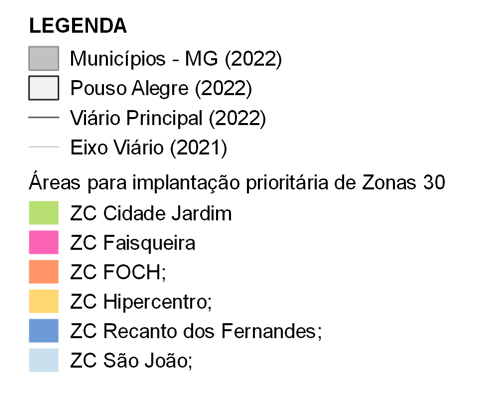 LEGENDA
Municípios - MG (2022)
Pouso Alegre (2022)
Viário Principal (2022)
Eixo Viário (2021)
Áreas para implantação prioritária de Zonas 30
ZC Cidade Jardim
ZC Faisqueira
ZC FOCH;
ZC Hipercentro;
ZC Recanto dos Fernandes;
ZC São João;